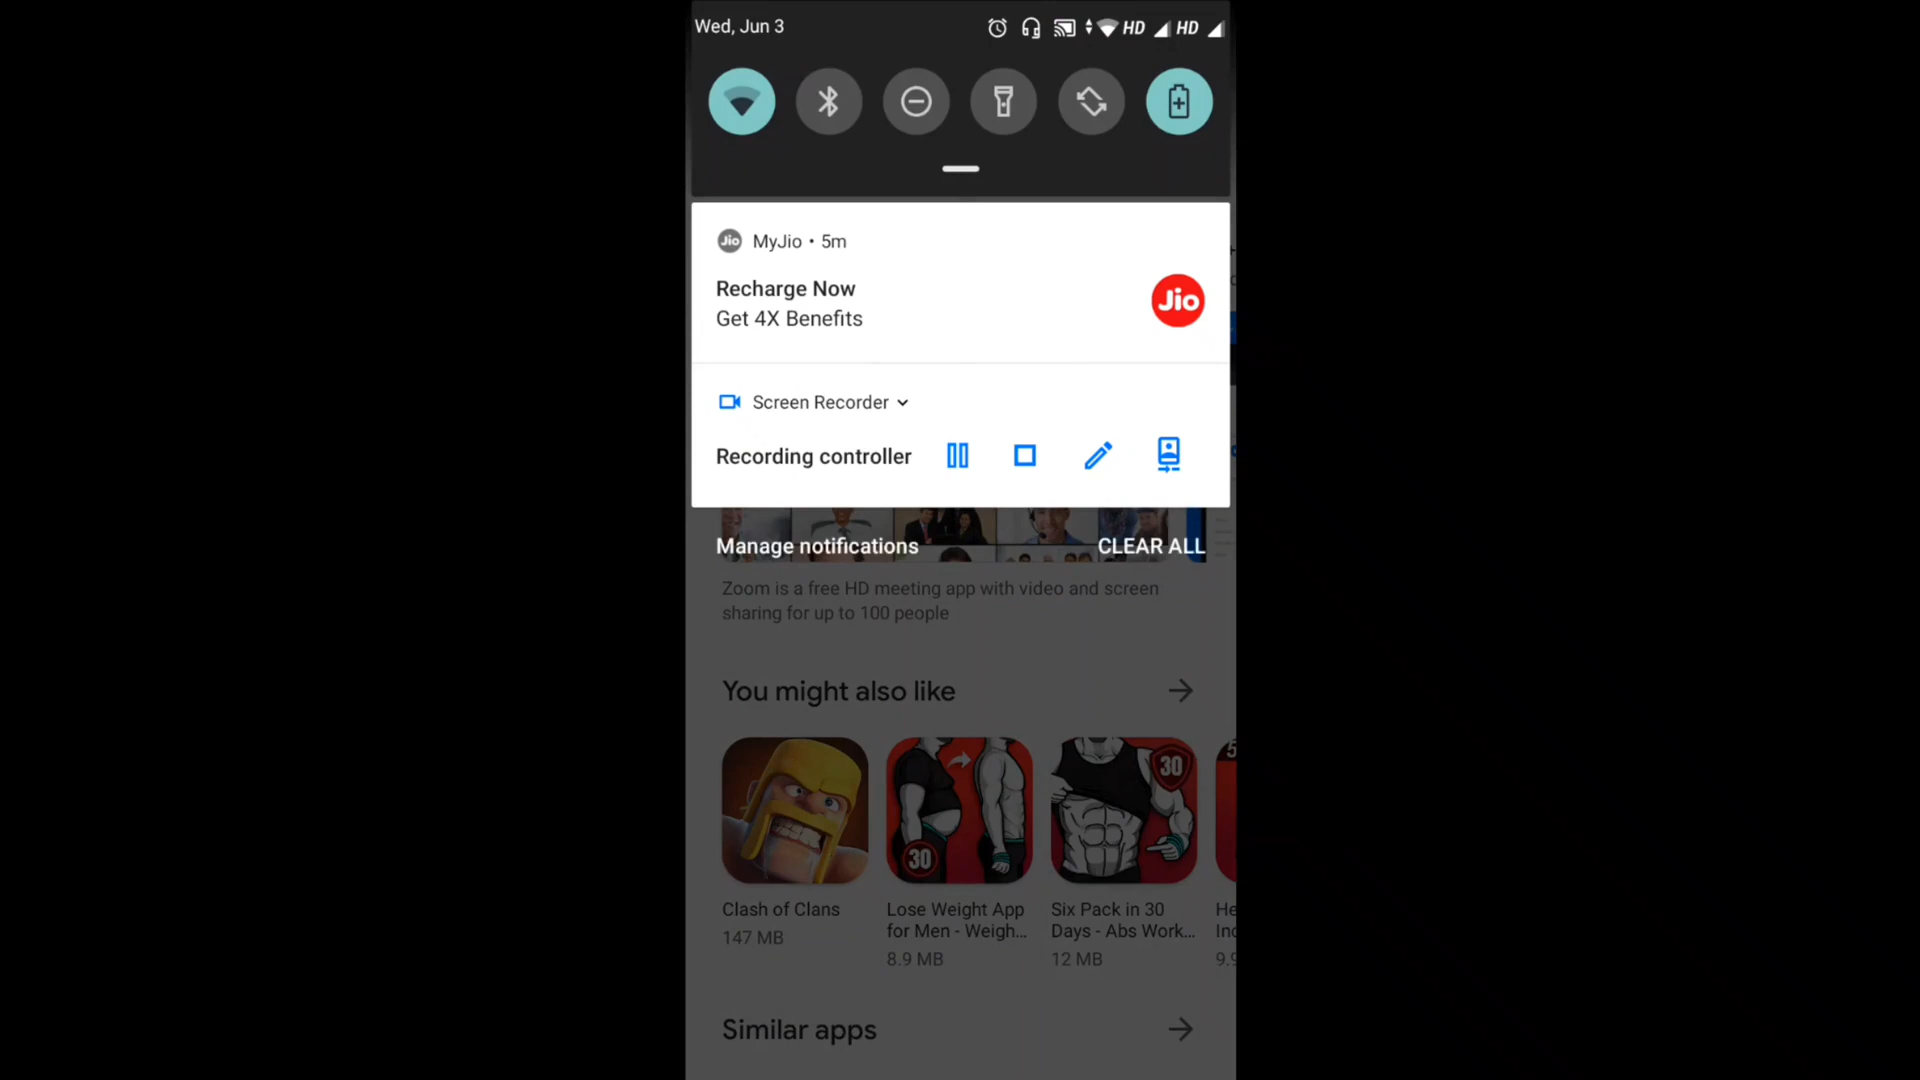 Wed, Jun 3
HD HD
Jio MyJio • 5m
Recharge Now
Jio
Get 4X Benefits
Screen Recorder
Recording controller
Manage notifications CLEAR ALL
Zoom is a free HD meeting app with video and screen
sharing for up to 100 people
You might also like
30
30
Clash of Clans
147 MB
Lose Weight App
for Men - Weigh...
8.9 MB
Six Pack in 30
Days - Abs Work...
12 MB
Similar apps